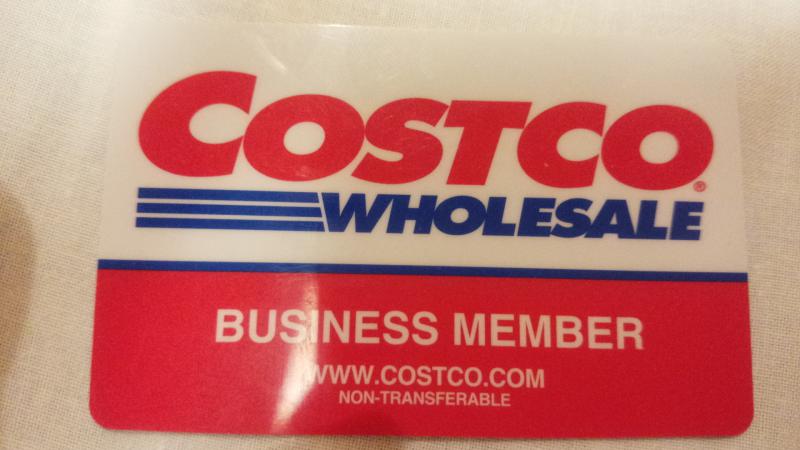 COSTCO®
WHOLESALE
BUSINESS MEMBER
WWW.COSTCO.COM
NON-TRANSFERABLE